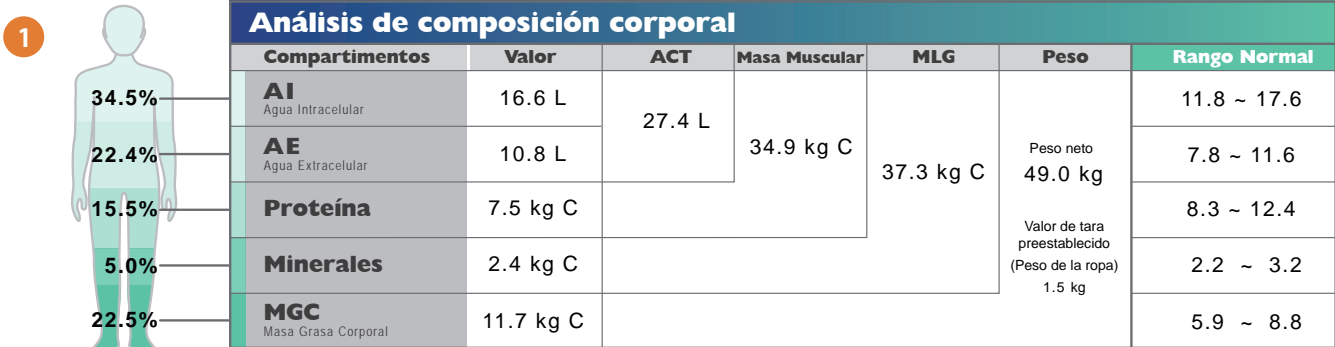 1
Análisis de composición corporal
Compartimentos Valor ACT Masa Muscular MLG Peso Rango Normal
34.5% AI 16.6 L 11.8 ~ 17.6
Agua Intracelular
27.4 L
22.4% AE 10.8 L 34.9 kg C 7.8 ~ 11.6
Agua Extracelular
37.3 kg C
Peso neto
49.0 kg
15.5% Proteína 7.5 kg C 8.3 ~ 12.4
Valor de tara
preestablecido
(Peso de la ropa)
1.5 kg
5.0% Minerales 2.4 kg C 2.2 ~ 3.2
22.5% MGC 11.7 kg C 5.9 ~ 8.8
Masa Grasa Corporal